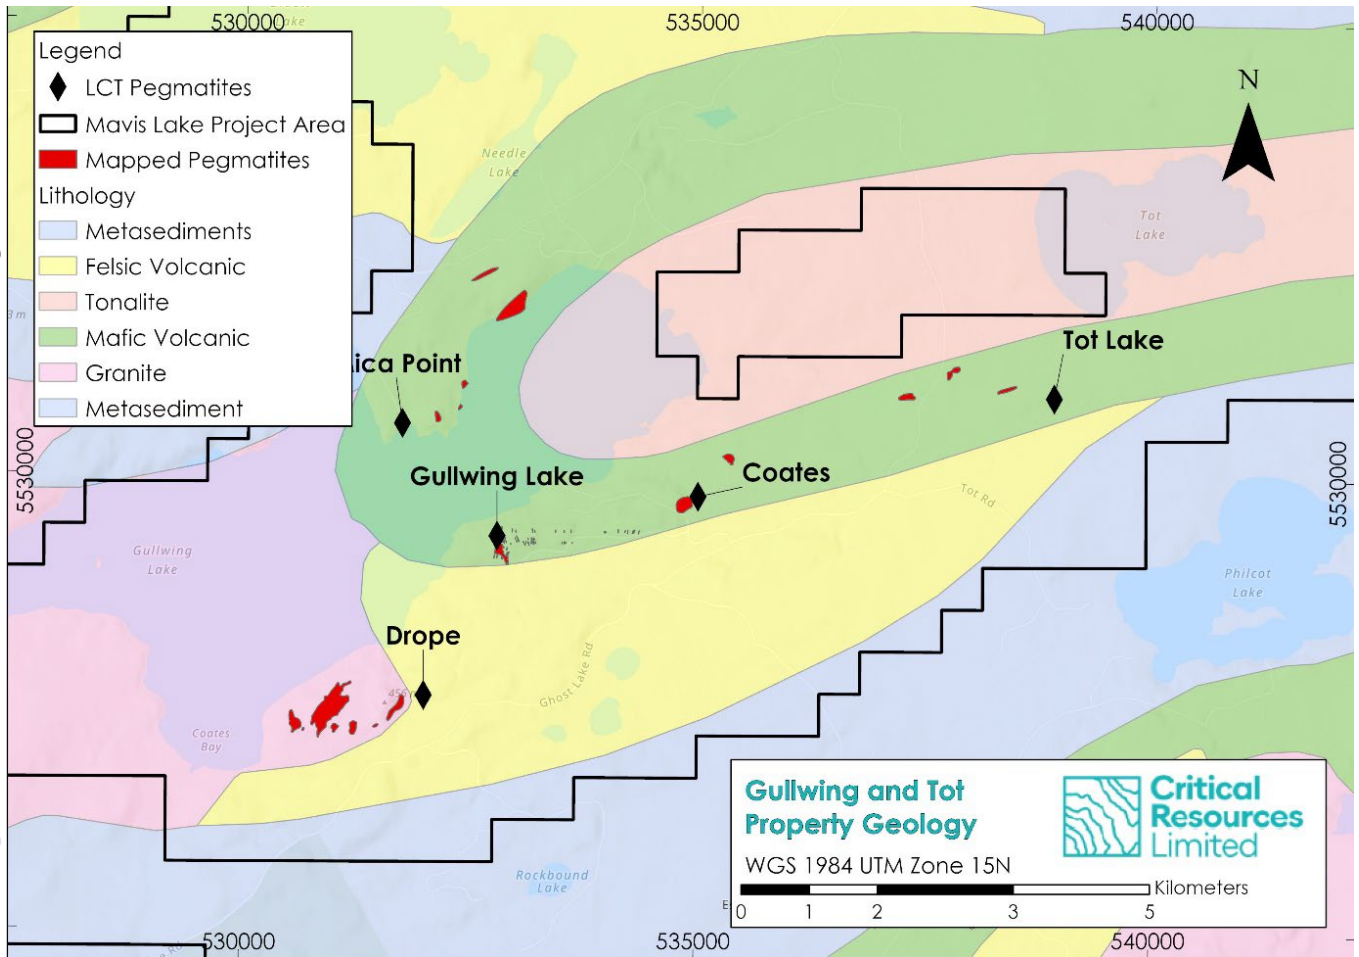 530000
535000
540000
Lake
Legend
LCT Pegmatites
Mavis Lake Project Area
Mapped Pegmatites
Lithology
Metasediments
Felsic Volcanic
Tonalite
Mafic Volcanic
Granite
Metasediment
N
Needle
Lake
Tot
Lake
3 m
ica Point
Tot Lake
Gullwing Lake
Coates
5530000
5530000
Tot Rd
Gullwing
Lake
Philcot
Lake
Drope
Ghost Lake Rd
Coates
Bay
Gullwing and Tot
Property Geology
Critical
Resources
Limited
WGS 1984 UTM Zone 15N
Kilometers
0 1 2 3 5
Rockbound
Lake
530000
535000
540000
Rd